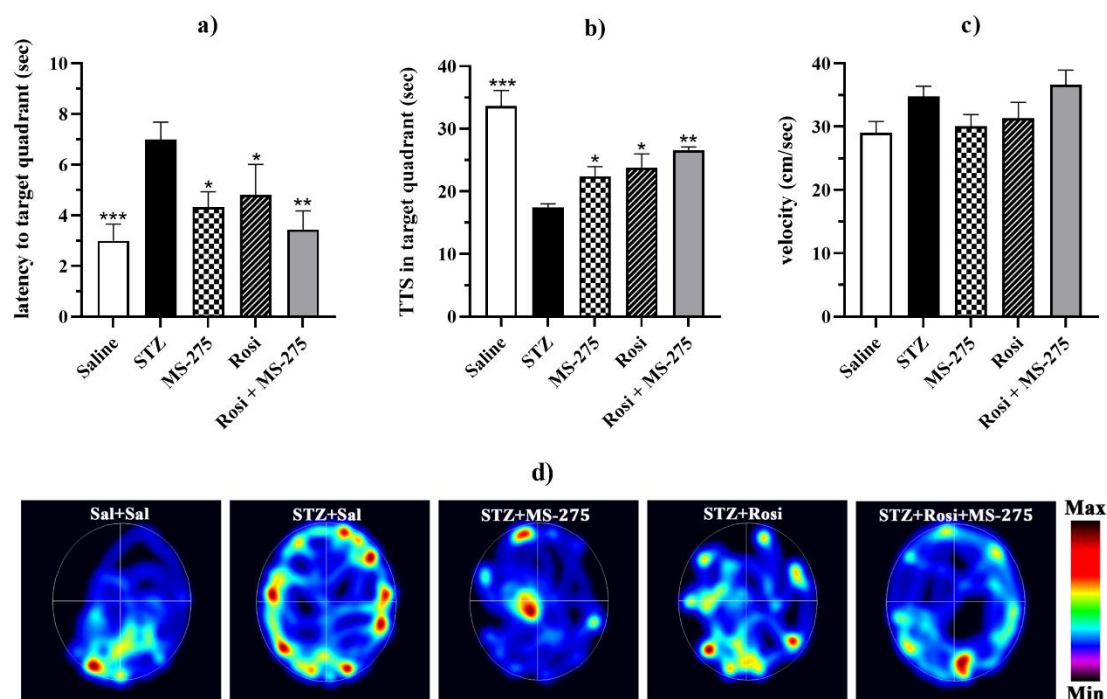 a)
latency to target quadrant (sec)
10
8
6
4
2
0
***
*
*
**
Saline
STZ
MS-275
Rosi
Rosi + MS-275
b)
TTS in target quadrant (sec)
40
30
20
10
0
***
*
*
**
Saline
STZ
MS-275
Rosi
Rosi + MS-275
c)
velocity (cm/sec)
40
30
20
10
0
Saline
STZ
MS-275
Rosi
Rosi + MS-275
d)
Sal+Sal
STZ+Sal
STZ+MS-275
STZ+Rosi
STZ+Rosi+MS-275
Max
Min